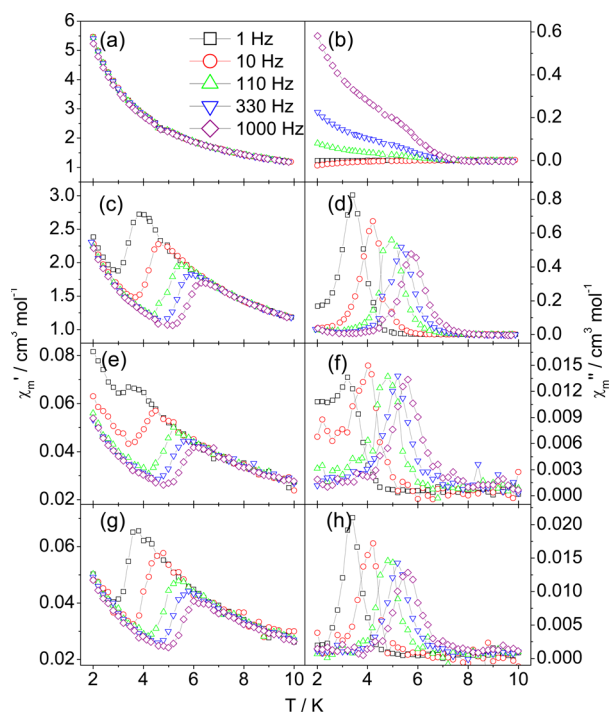 (a)
1 Hz
10 Hz
110 Hz
330 Hz
1000 Hz
(b)
6
5
4
3
2
1
0.6
0.4
0.2
0.0
(c)
(d)
3.0
2.5
2.0
1.5
1.0
0.8
0.6
0.4
0.2
0.0
χm' / cm³ mol⁻¹
χm" / cm³ mol⁻¹
(e)
(f)
0.08
0.06
0.04
0.02
0.015
0.012
0.009
0.006
0.003
0.000
(g)
(h)
0.06
0.04
0.02
0.020
0.015
0.010
0.005
0.000
2 4 6 8 10 2 4 6 8 10
T / K